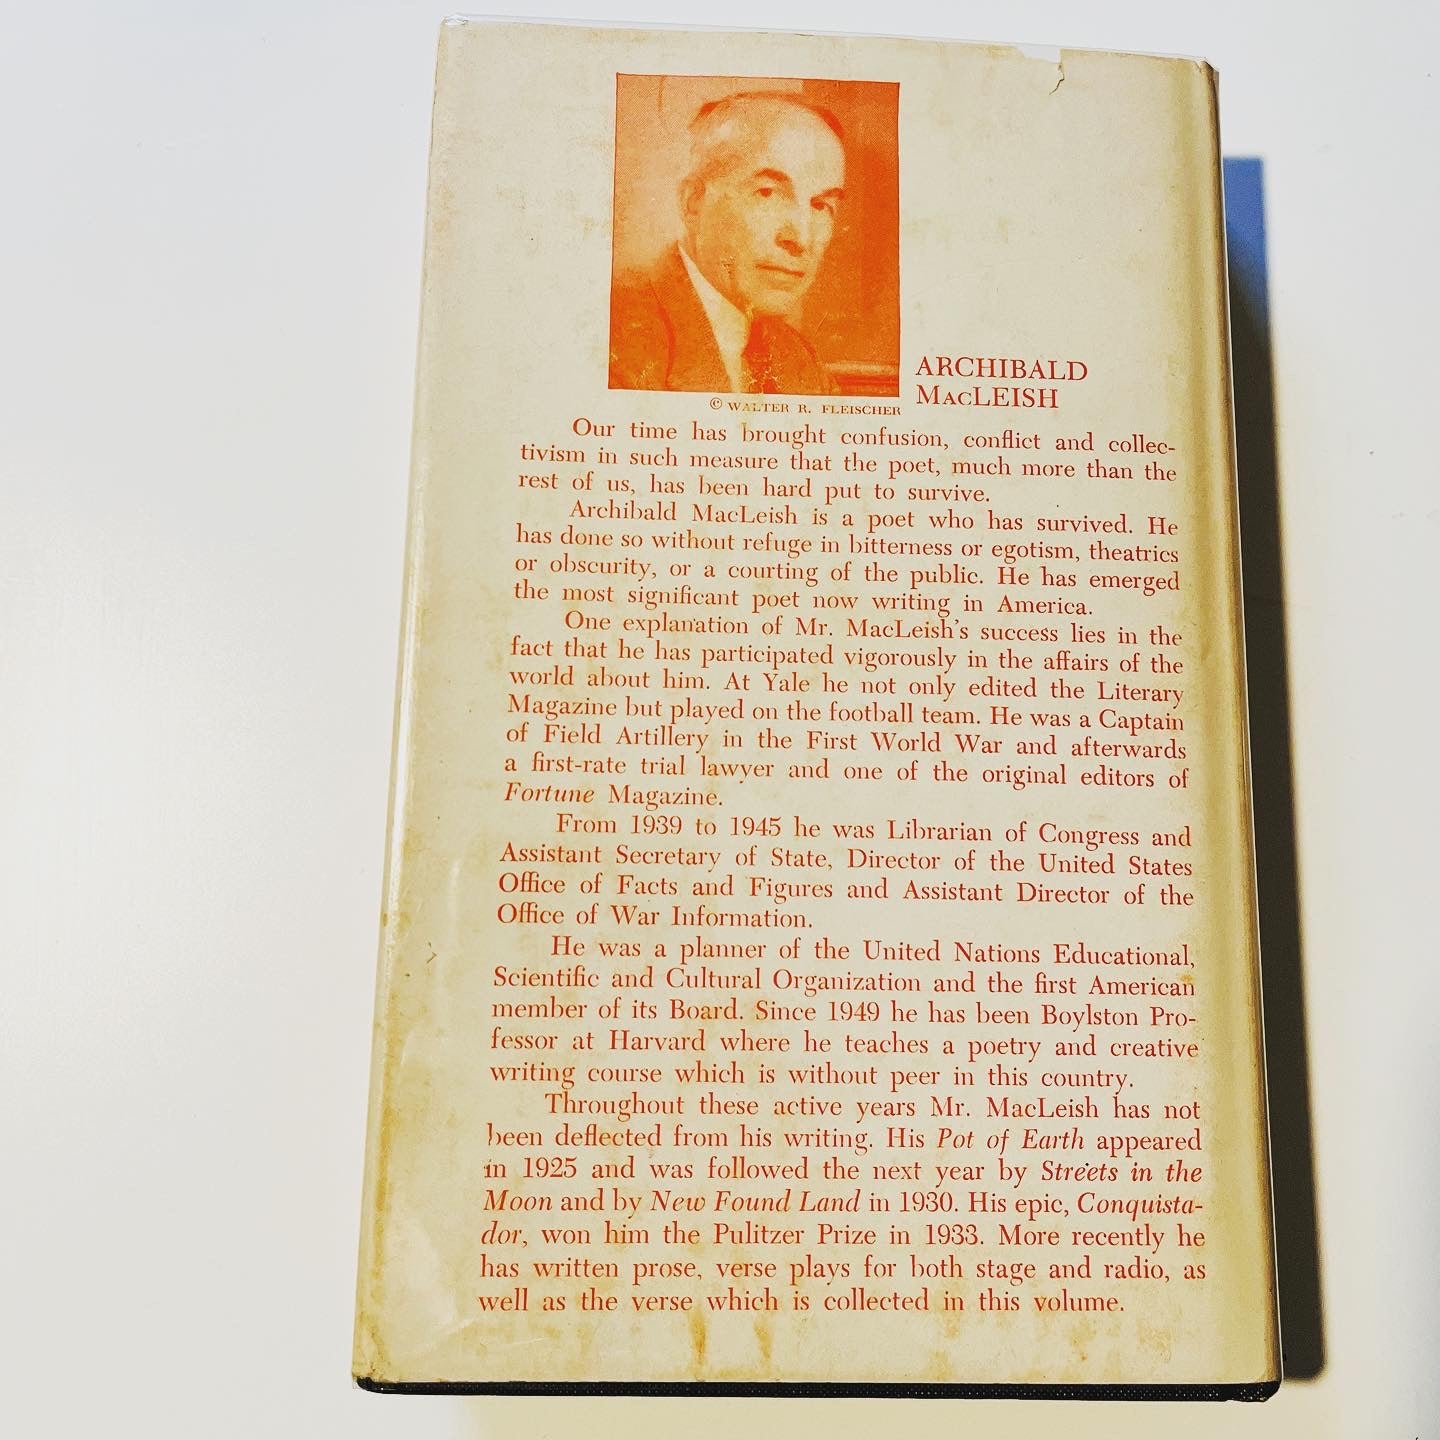 ARCHIBALD
MACLEISH
© WALTER R. FLEISCHER
Our time has brought confusion, conflict and collec-
tivism in such measure that the poet, much more than the
rest of us, has been hard put to survive.
Archibald MacLeish is a poet who has survived. He
has done so without refuge in bitterness or egotism, theatrics
or obscurity, or a courting of the public. He has emerged
the most significant poet now writing in America.
One explanation of Mr. MacLeish's success lies in the
fact that he has participated vigorously in the affairs of the
world about him. At Yale he not only edited the Literary
Magazine but played on the football team. He was a Captain
of Field Artillery in the First World War and afterwards
a first-rate trial lawyer and one of the original editors of
Fortune Magazine.
From 1939 to 1945 he was Librarian of Congress and
Assistant Secretary of State, Director of the United States
Office of Facts and Figures and Assistant Director of the
Office of War Information.
He was a planner of the United Nations Educational,
Scientific and Cultural Organization and the first American
member of its Board. Since 1949 he has been Boylston Pro-
fessor at Harvard where he teaches a poetry and creative
writing course which is without peer in this country.
Throughout these active years Mr. MacLeish has not
been deflected from his writing. His Pot of Earth appeared
in 1925 and was followed the next year by Streets in the
Moon and by New Found Land in 1930. His epic, Conquista-
dor, won him the Pulitzer Prize in 1933. More recently he
has written prose, verse plays for both stage and radio, as
well as the verse which is collected in this volume.